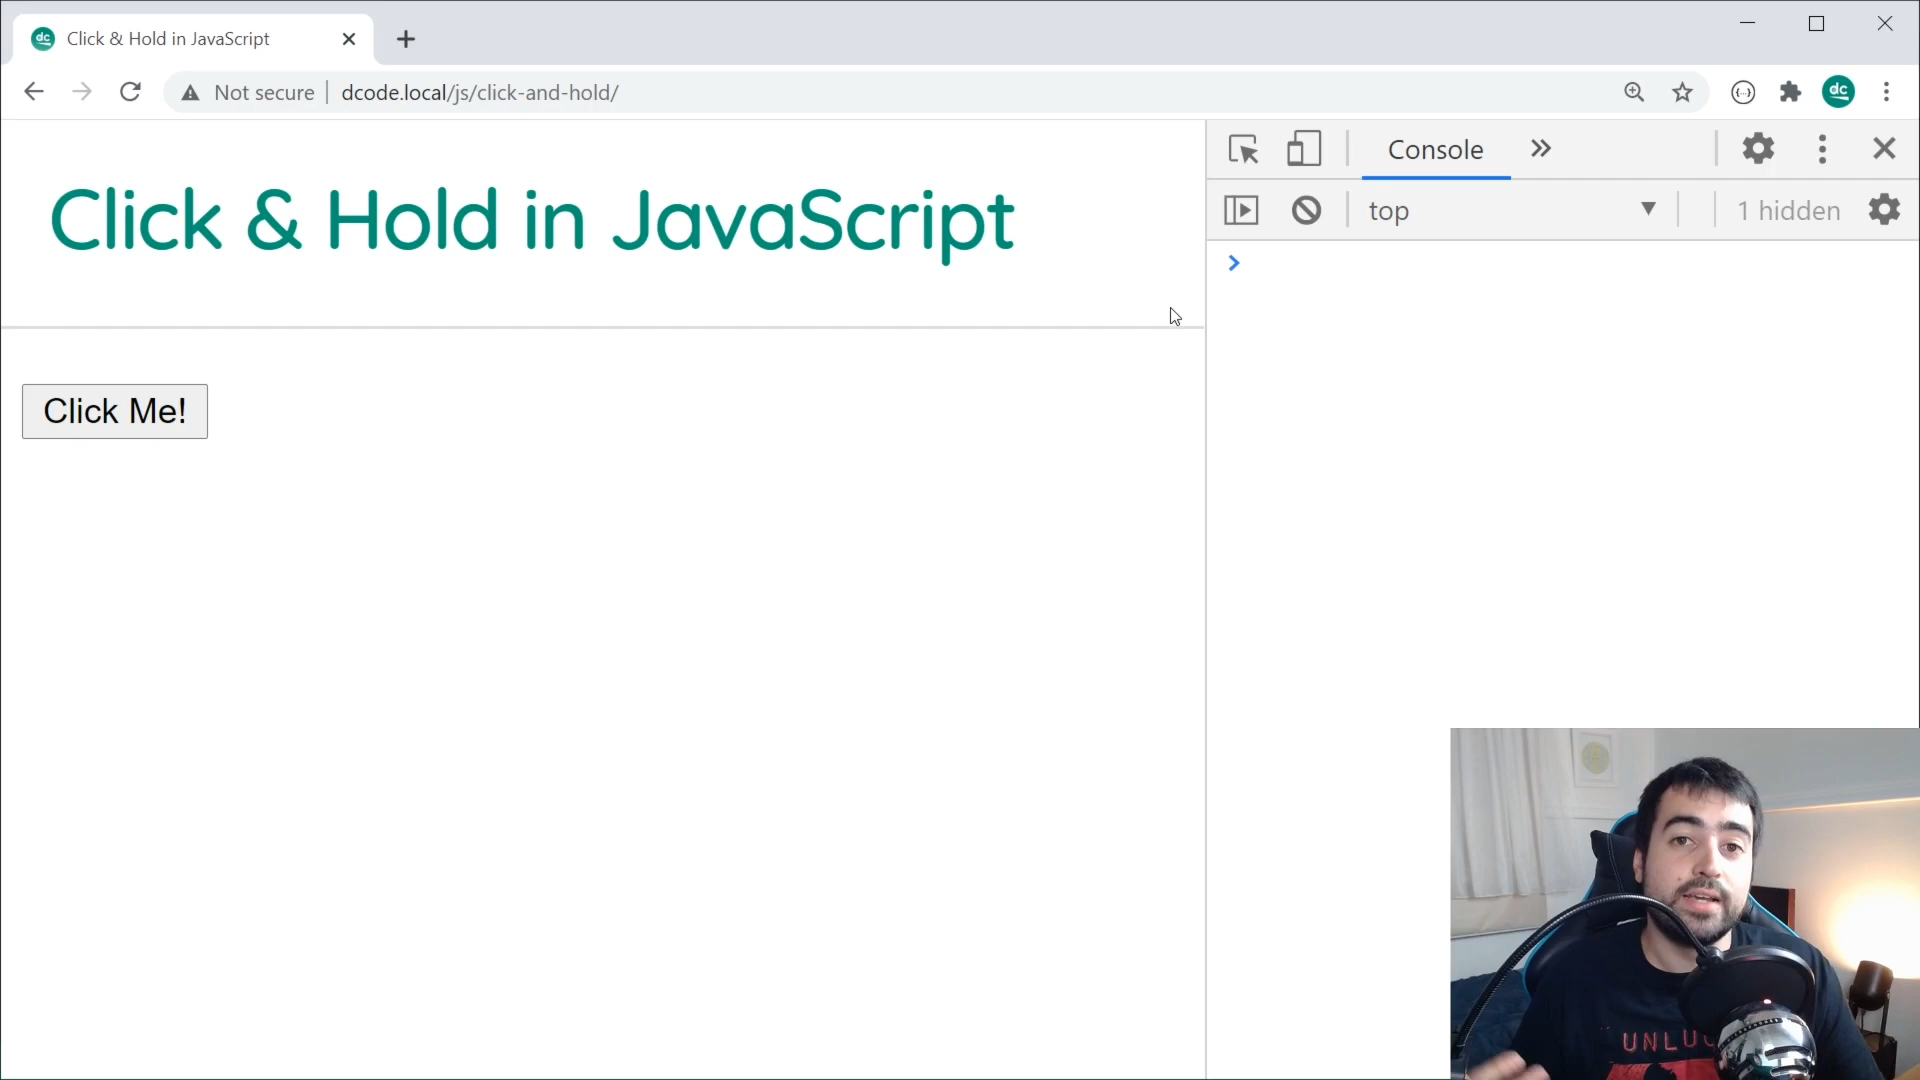 dc Click & Hold in JavaScript
Not secure dcode.local/js/click-and-hold/
dc
Click & Hold in JavaScript
Click Me!
Console
top
1 hidden